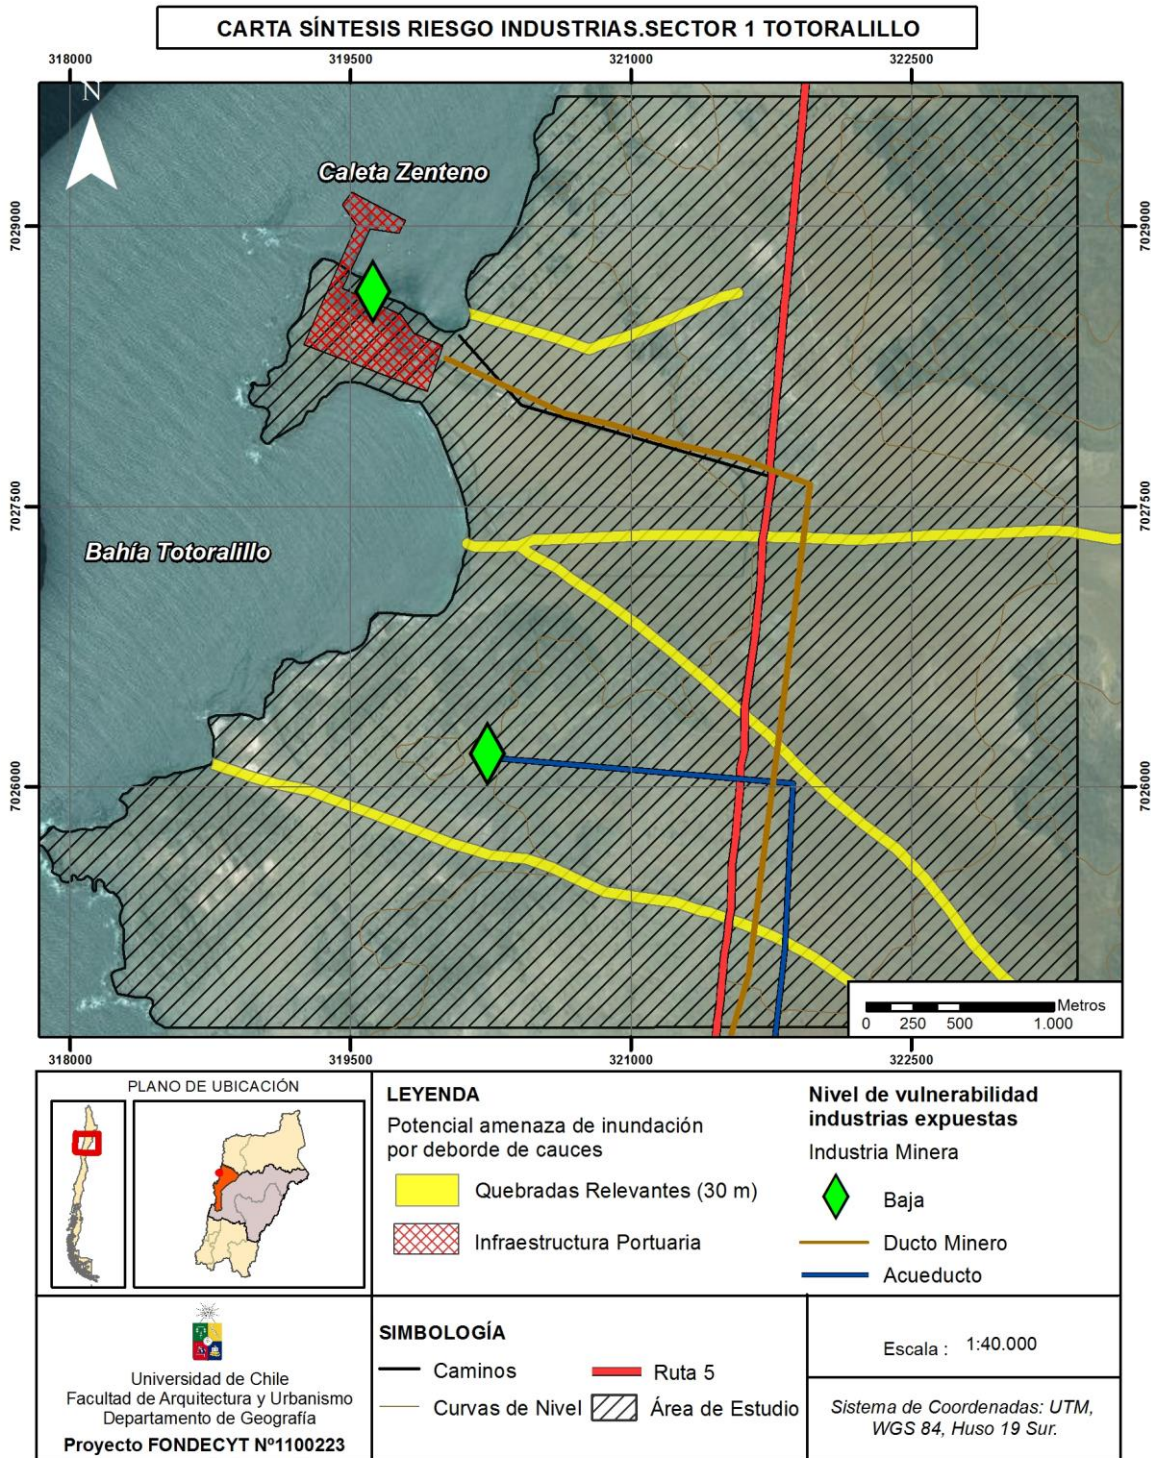 CARTA SÍNTESIS RIESGO INDUSTRIAS.SECTOR 1 TOTORALILLO
318000 319500 321000 322500
N
Caleta Zenteno
7029000 7029000
7027500 7027500
Bahía Totoralillo
7026000 7026000
Metros
0 250 500 1.000
318000 319500 321000 322500
PLANO DE UBICACIÓN
LEYENDA
Potencial amenaza de inundación
por deborde de cauces
Quebradas Relevantes (30 m)
Infraestructura Portuaria
Nivel de vulnerabilidad
industrias expuestas
Industria Minera
Baja
Ducto Minero
Acueducto
Universidad de Chile
Facultad de Arquitectura y Urbanismo
Departamento de Geografía
Proyecto FONDECYT Nº1100223
SIMBOLOGÍA
Caminos
Ruta 5
Curvas de Nivel
Área de Estudio
Escala : 1:40.000
Sistema de Coordenadas: UTM,
WGS 84, Huso 19 Sur.